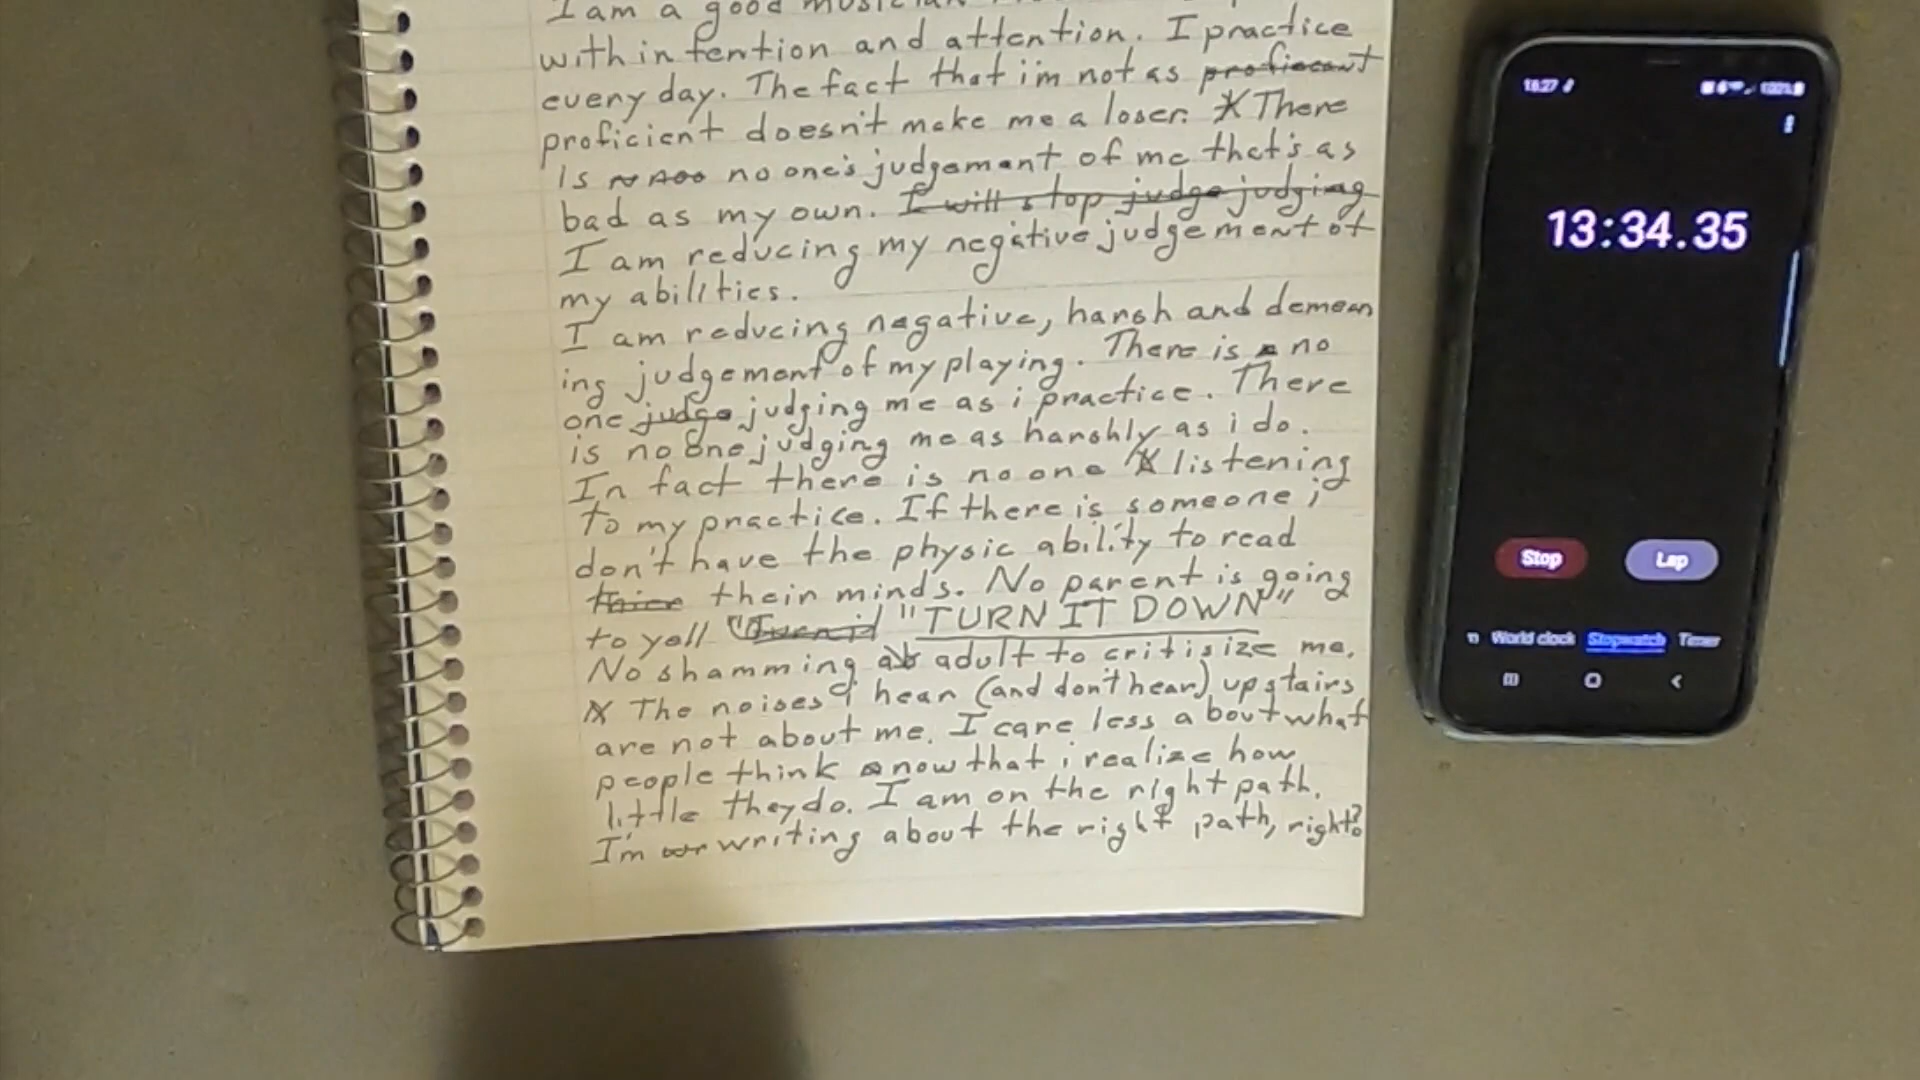 I am a good musician
with intention and attention. I practice
every day. The fact that i'm not as proficeent
proficient doesn't make me a loser. There
is no one's judgement of me that's as
bad as my own. I will stop judge judging
I am reducing my negative judgement of
my abilities.
I am reducing negative, harsh and demean
ing judgement of my playing. There is no
one judge judging me as i practice. There
is no one judging me as harshly as i do.
In fact there is no one listening
to my practice. If there is someone i
don't have the physic ability to read
thier their minds. No parent is going
to yell "Turn it "TURN IT DOWN"
No shamming adult to critisize me.
The noises I hear (and don't hear) upstairs
are not about me. I care less about what
people think now that i realize how
little they do. I am on the right path.
I'm wr writing about the right path, right?
16:27
100%
13:34.35
Stop
Lap
World clock
Stopwatch
Timer